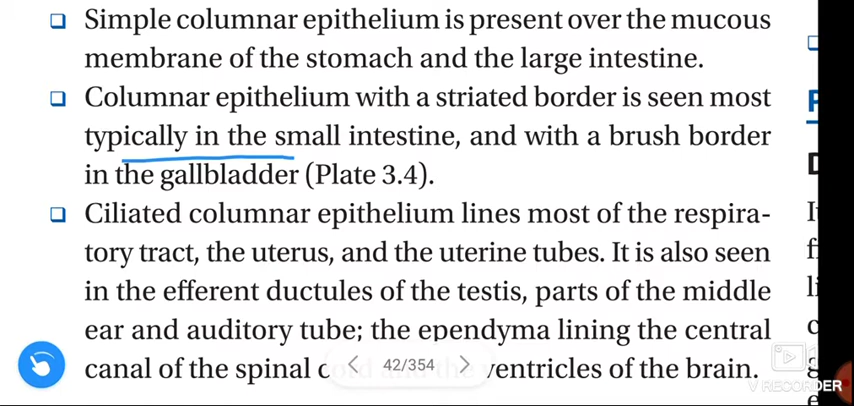 ❑ Simple columnar epithelium is present over the mucous
membrane of the stomach and the large intestine.
❑ Columnar epithelium with a striated border is seen most
typically in the small intestine, and with a brush border
in the gallbladder (Plate 3.4).
❑ Ciliated columnar epithelium lines most of the respira-
tory tract, the uterus, and the uterine tubes. It is also seen
in the efferent ductules of the testis, parts of the middle
ear and auditory tube; the ependyma lining the central
canal of the spinal cord and the ventricles of the brain.
42/354
V RECORDER